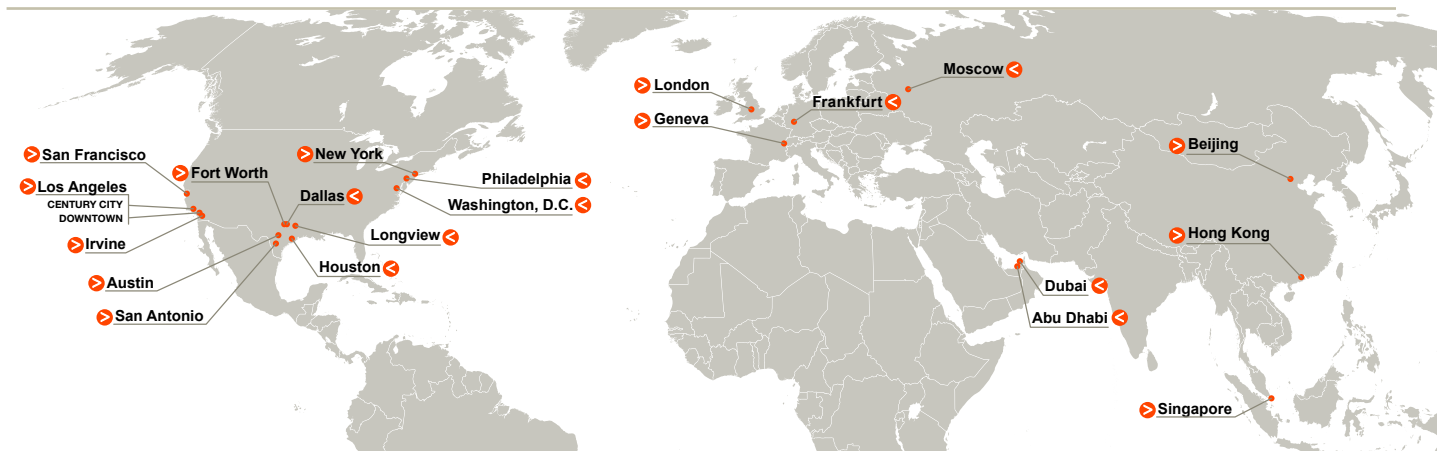 Moscow
London
Frankfurt
Geneva
Beijing
San Francisco
New York
Fort Worth
Philadelphia
Los Angeles
CENTURY CITY
DOWNTOWN
Dallas
Washington, D.C.
Longview
Hong Kong
Irvine
Houston
Austin
Dubai
San Antonio
Abu Dhabi
Singapore